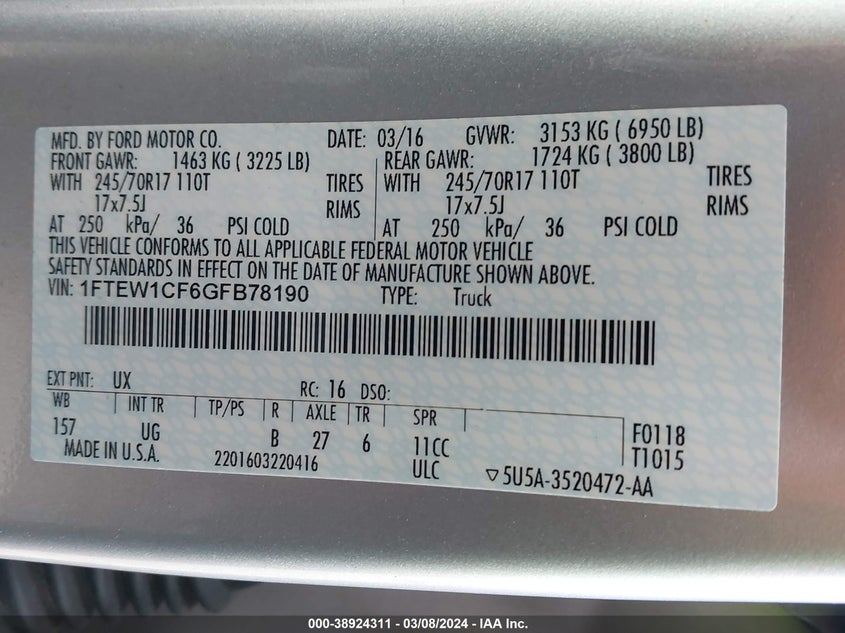 MFD. BY FORD MOTOR CO. DATE: 03/16 GVWR: 3153 KG ( 6950 LB)
FRONT GAWR: 1463 KG ( 3225 LB) REAR GAWR: 1724 KG ( 3800 LB)
WITH 245/70R17 110T TIRES WITH 245/70R17 110T TIRES
17x7.5J RIMS 17x7.5J RIMS
AT 250 kPa/ 36 PSI COLD AT 250 kPa/ 36 PSI COLD
THIS VEHICLE CONFORMS TO ALL APPLICABLE FEDERAL MOTOR VEHICLE
SAFETY STANDARDS IN EFFECT ON THE DATE OF MANUFACTURE SHOWN ABOVE.
VIN: 1FTEW1CF6GFB78190 TYPE: Truck
EXT PNT: UX RC: 16 DSO:
WB INT TR TP/PS R AXLE TR SPR
157 UG B 27 6 11CC F0118
MADE IN U.S.A. 2201603220416 ULC T1015
▽5U5A-3520472-AA
000-38924311 - 03/08/2024 - IAA Inc.